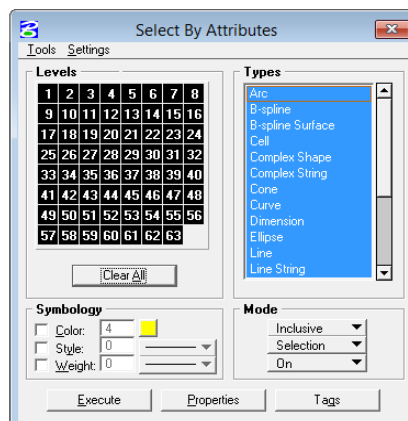 Select By Attributes
Tools Settings
Levels
1 2 3 4 5 6 7 8
9 10 11 12 13 14 15 16
17 18 19 20 21 22 23 24
25 26 27 28 29 30 31 32
33 34 35 36 37 38 39 40
41 42 43 44 45 46 47 48
49 50 51 52 53 54 55 56
57 58 59 60 61 62 63
Clear All
Types
Arc
B-spline
B-spline Surface
Cell
Complex Shape
Complex String
Cone
Curve
Dimension
Ellipse
Line
Line String
Symbology
Color: 4
Style: 0
Weight: 0
Mode
Inclusive
Selection
On
Execute Properties Tags